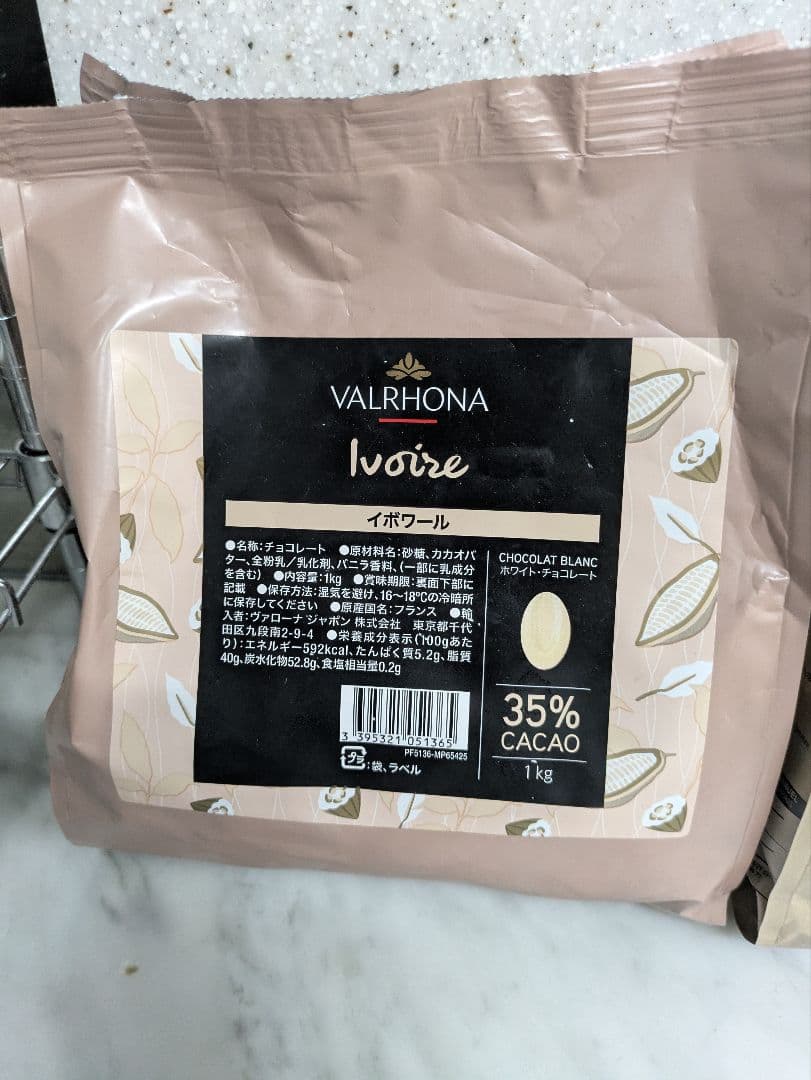 VALRHONA
Ivoire
イボワール
●名称:チョコレート ●原材料名:砂糖、カカオバ
ター、全粉乳/乳化剤、バニラ香料、(一部に乳成分
を含む) ●内容量:1kg ●賞味期限:裏面下部に
記載 ●保存方法:湿気を避け、16〜18℃の冷暗所
に保存してください ●原産国名:フランス ●輸
入者:ヴァローナ ジャポン 株式会社 東京都千代
田区九段南2-9-4 ●栄養成分表示(100gあた
り):エネルギー592kcal、たんぱく質5.2g、脂質
40g、炭水化物52.8g、食塩相当量0.2g
3 395321 051365
PF5136-MP65425
プラ:袋、ラベル
CHOCOLAT BLANC
ホワイト・チョコレート
35%
CACAO
1 kg